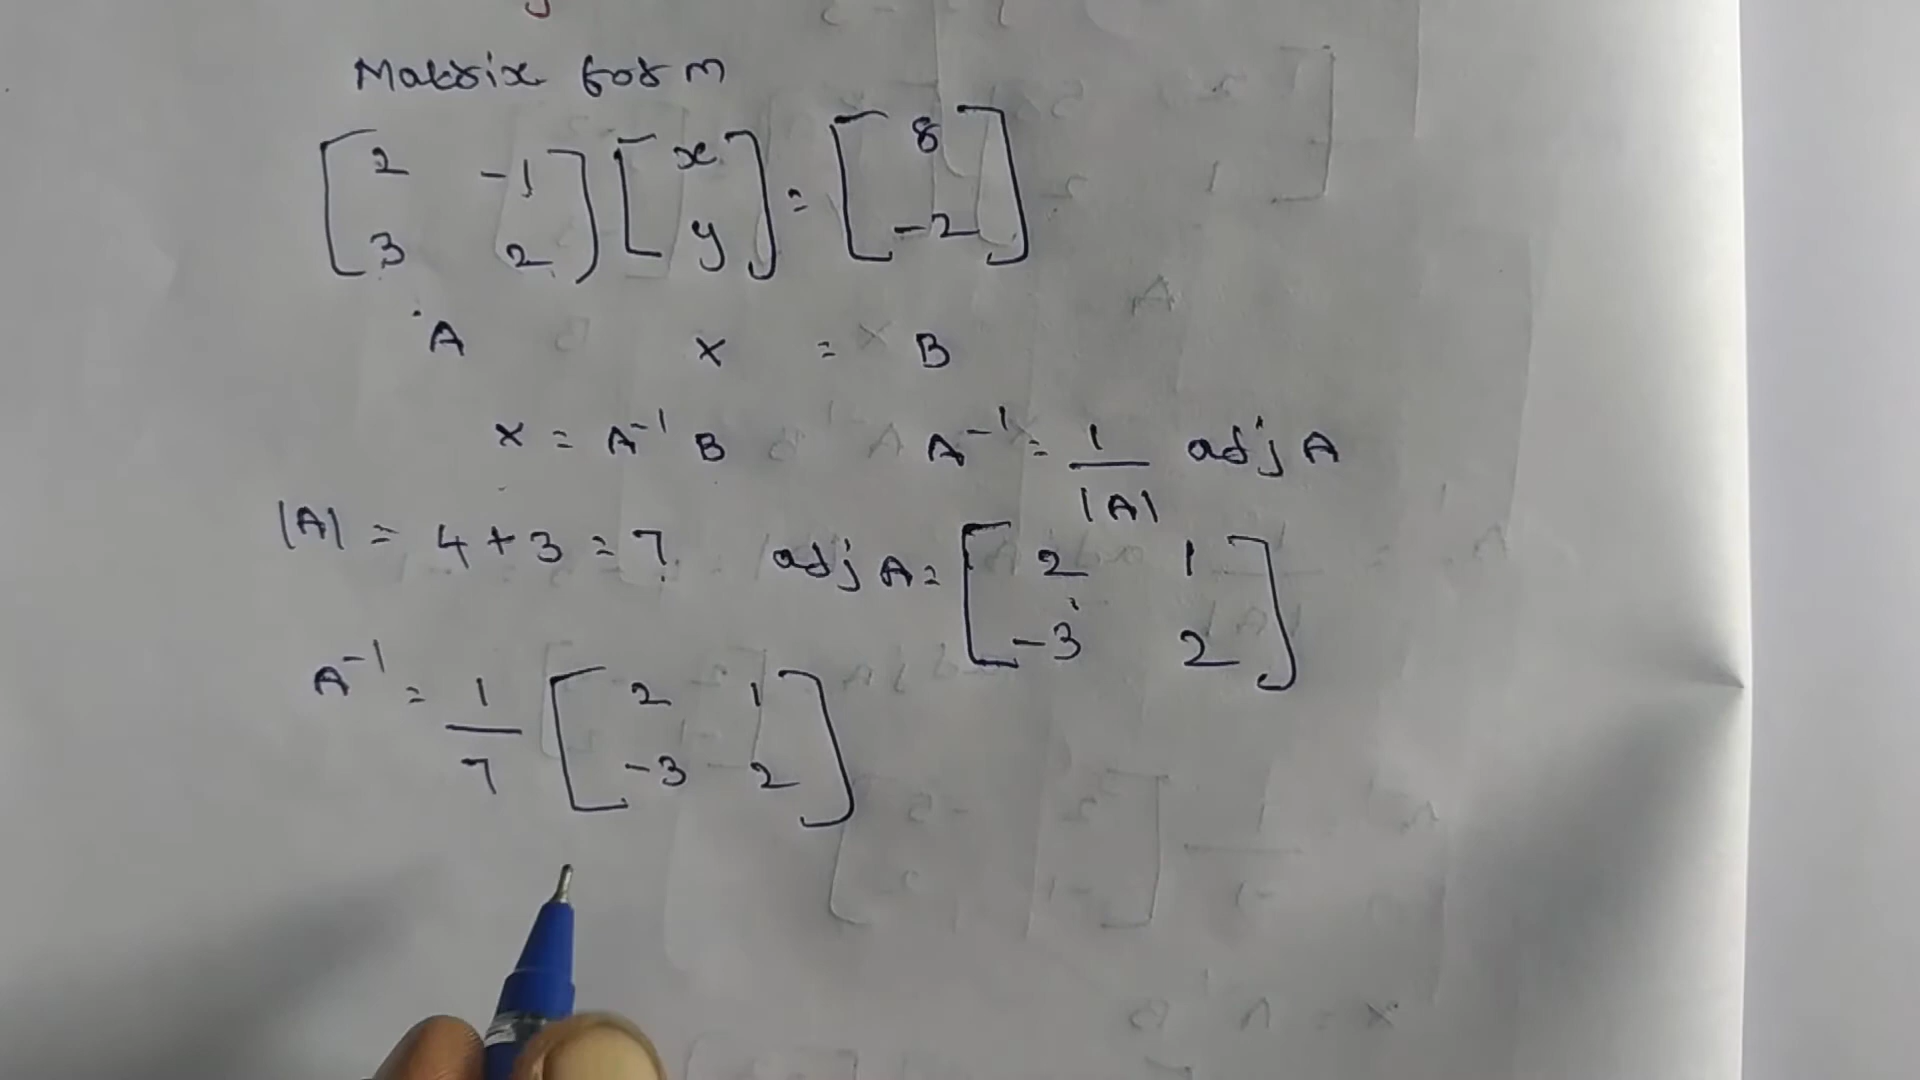 Matrix form
[2 -1
3 2] [x
y] = [8
-2]
A x = B
x = A⁻¹ B A⁻¹ = 1/|A| adj A
|A| = 4 + 3 = 7 adj A = [2 1
-3 2]
A⁻¹ = 1/7 [2 1
-3 2]